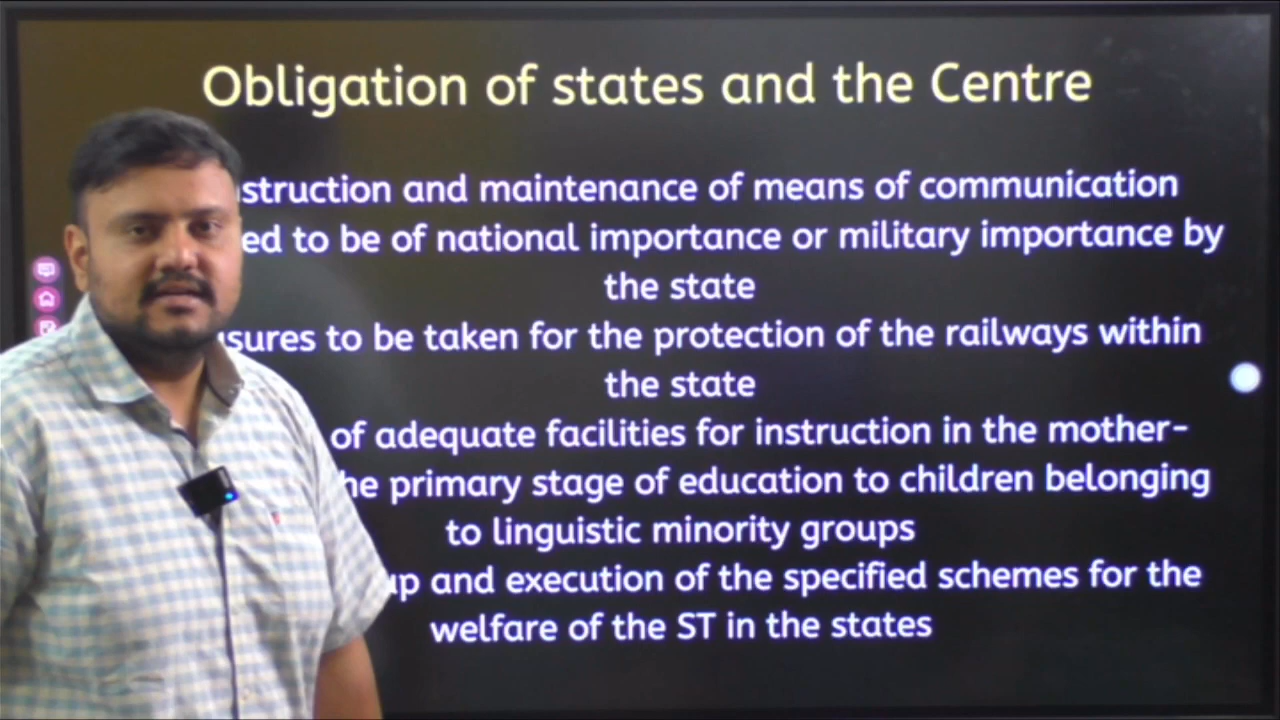 Obligation of states and the Centre
struction and maintenance of means of communication
ed to be of national importance or military importance by
the state
sures to be taken for the protection of the railways within
the state
of adequate facilities for instruction in the mother-
he primary stage of education to children belonging
to linguistic minority groups
up and execution of the specified schemes for the
welfare of the ST in the states